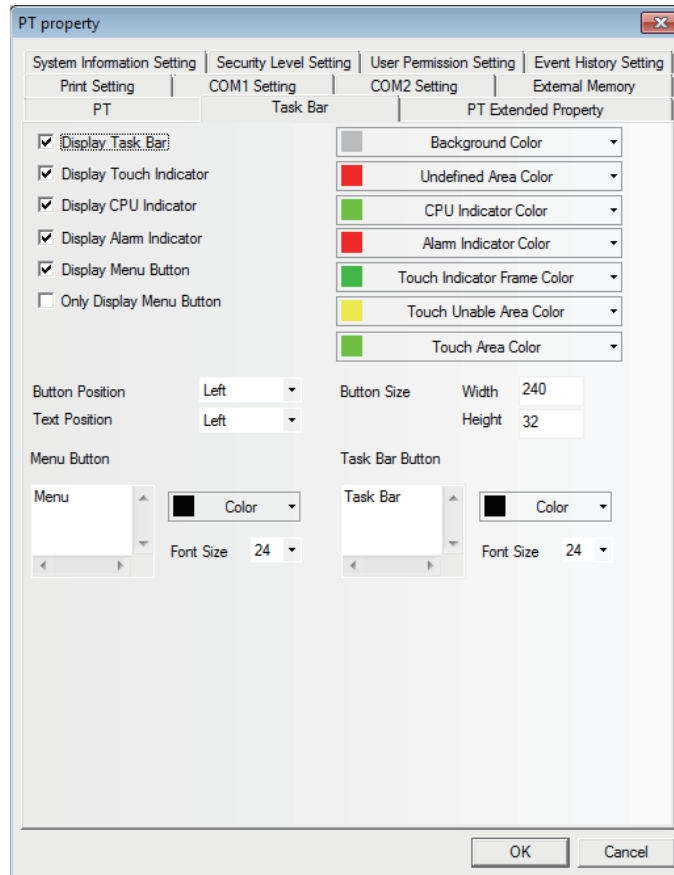 PT property
System Information Setting Security Level Setting User Permission Setting Event History Setting
Print Setting COM1 Setting COM2 Setting External Memory
PT Task Bar PT Extended Property
Display Task Bar Background Color
Display Touch Indicator Undefined Area Color
Display CPU Indicator CPU Indicator Color
Display Alarm Indicator Alarm Indicator Color
Display Menu Button Touch Indicator Frame Color
Only Display Menu Button Touch Unable Area Color
Touch Area Color
Button Position Left Button Size Width 240
Text Position Left Height 32
Menu Button Task Bar Button
Menu Color Task Bar Color
Font Size 24 Font Size 24
OK Cancel